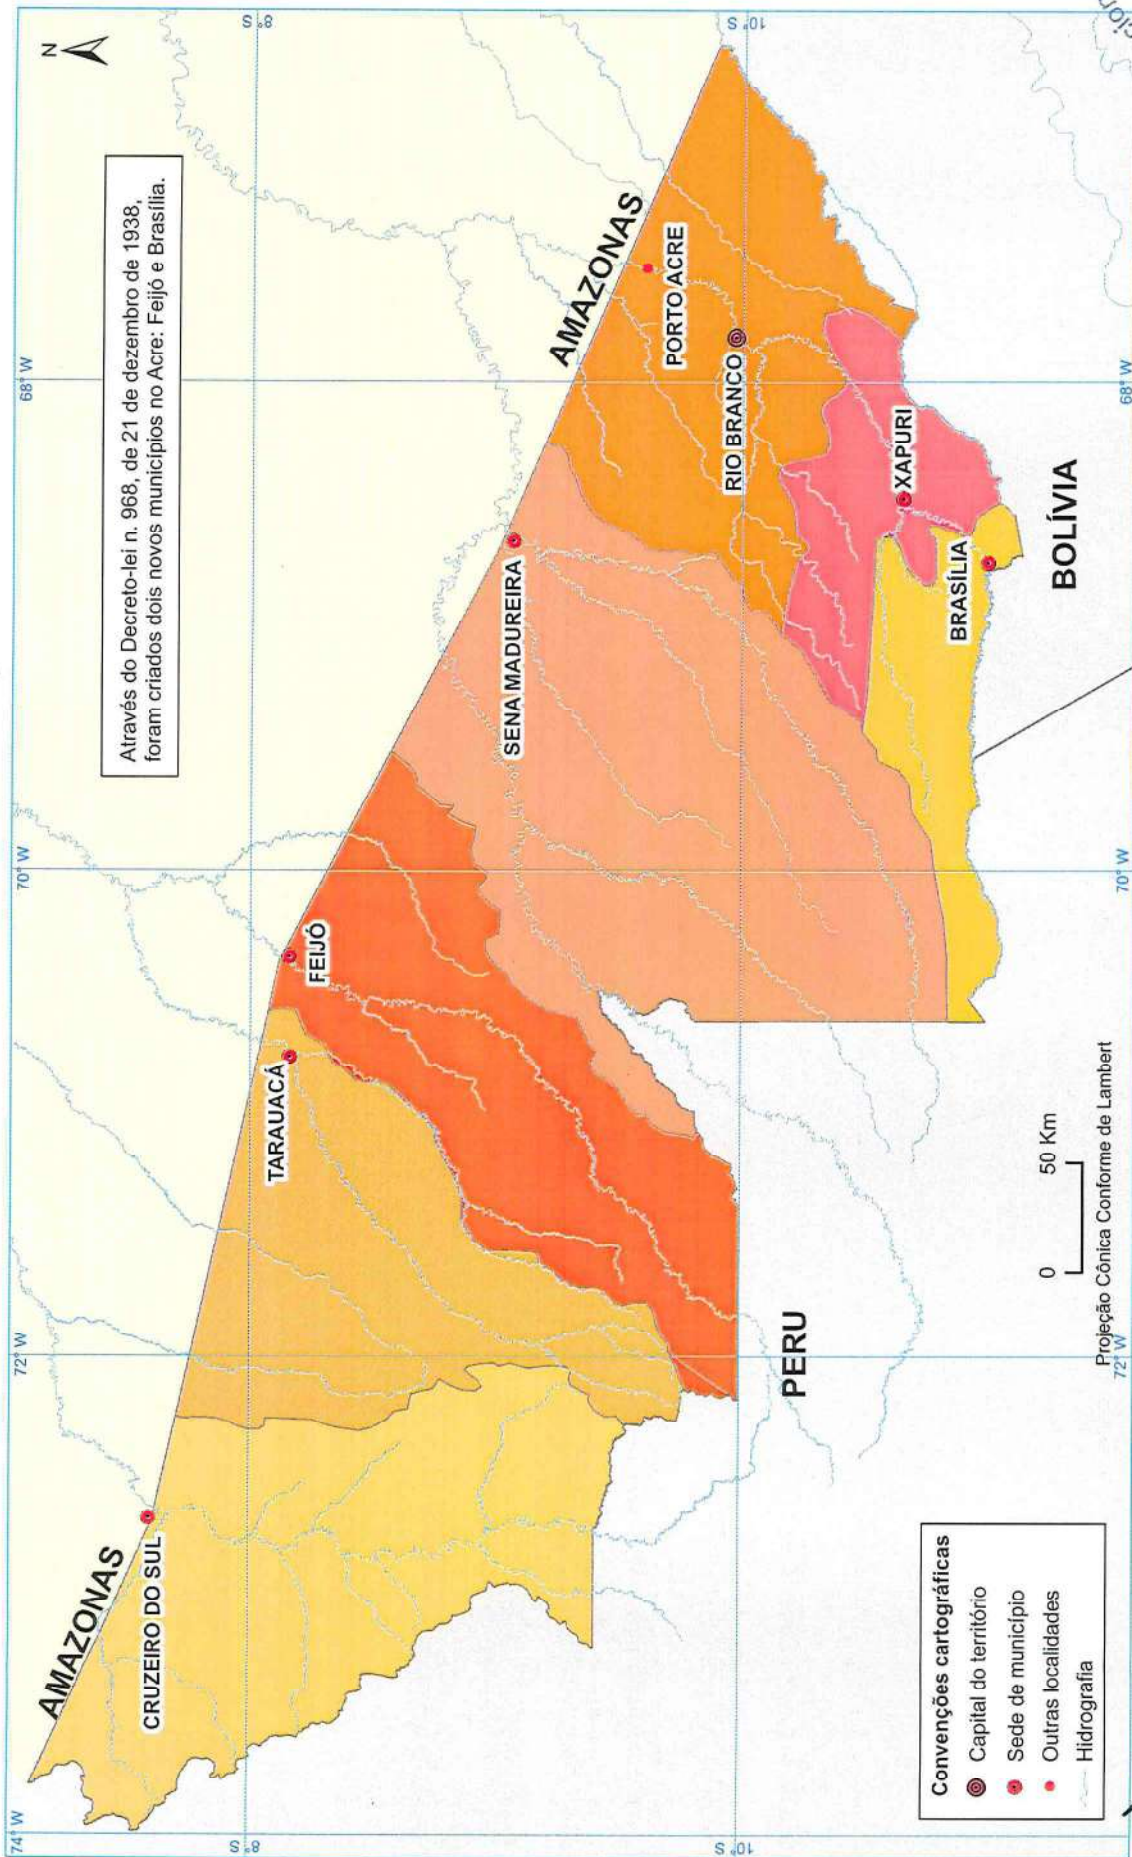 74° W
72° W
70° W
68° W
N
Através do Decreto-lei n. 968, de 21 de dezembro de 1938,
foram criados dois novos municípios no Acre: Feijó e Brasília.
8° S
8° S
AMAZONAS
CRUZEIRO DO SUL
TARAUACÁ
FEIJÓ
AMAZONAS
SENA MADUREIRA
PORTO ACRE
RIO BRANCO
XAPURI
BRASÍLIA
10° S
10° S
PERU
BOLÍVIA
Convenções cartográficas
Capital do território
Sede de município
Outras localidades
Hidrografia
0 50 Km
Projeção Cônica Conforme de Lambert
72° W
70° W
68° W